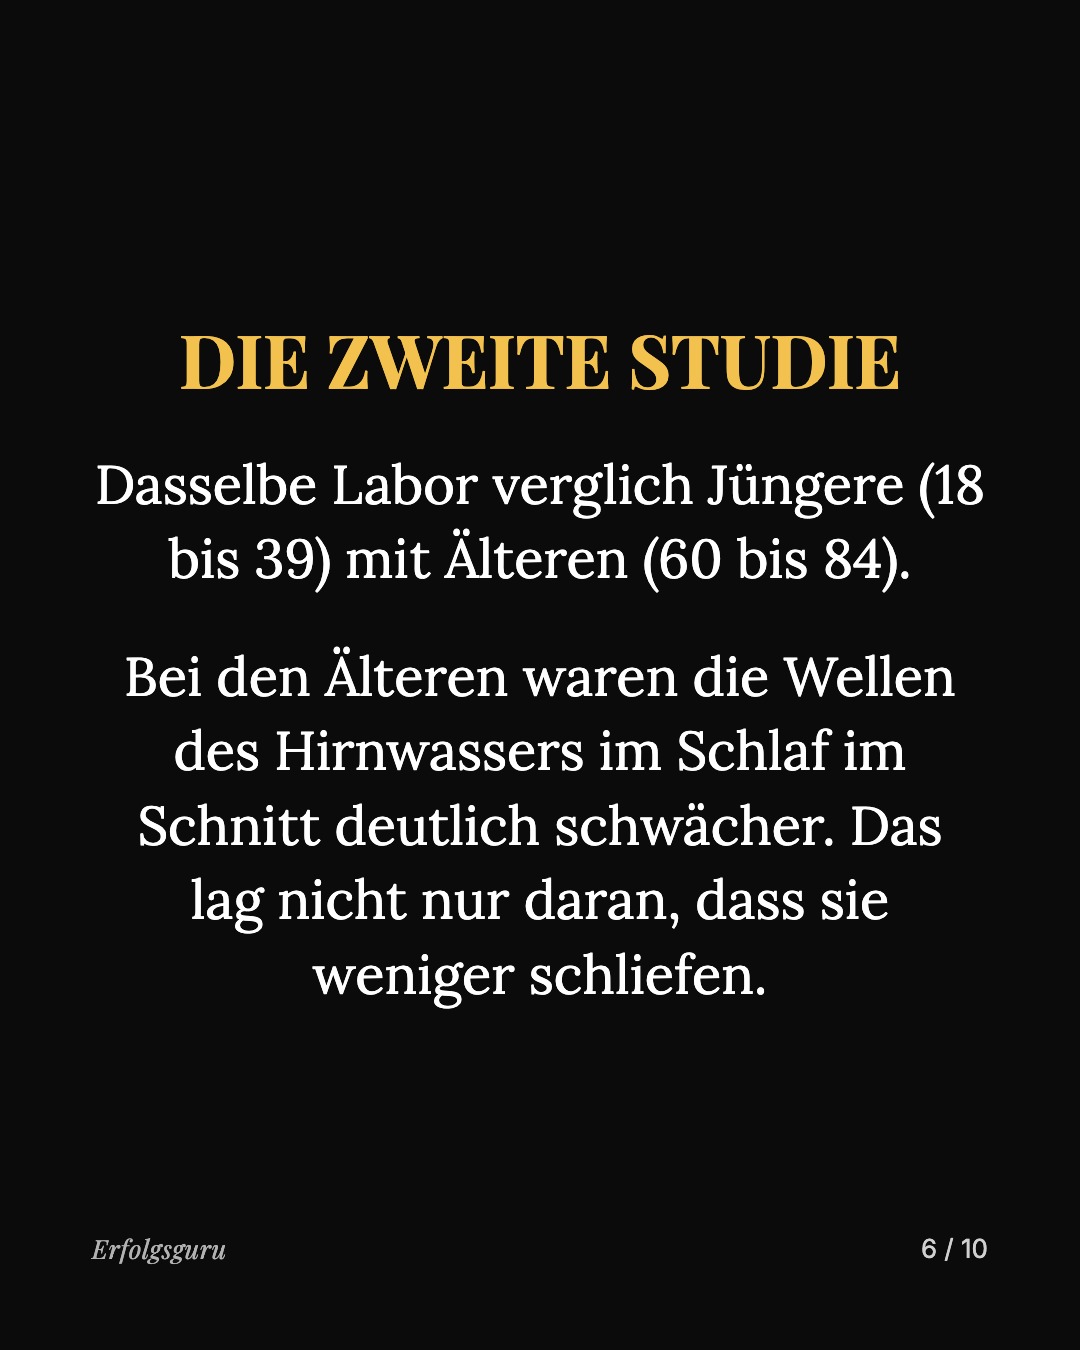 DIE ZWEITE STUDIE
Dasselbe Labor verglich Jüngere (18
bis 39) mit Älteren (60 bis 84).
Bei den Älteren waren die Wellen
des Hirnwassers im Schlaf im
Schnitt deutlich schwächer. Das
lag nicht nur daran, dass sie
weniger schliefen.
Erfolgsguru
6 / 10